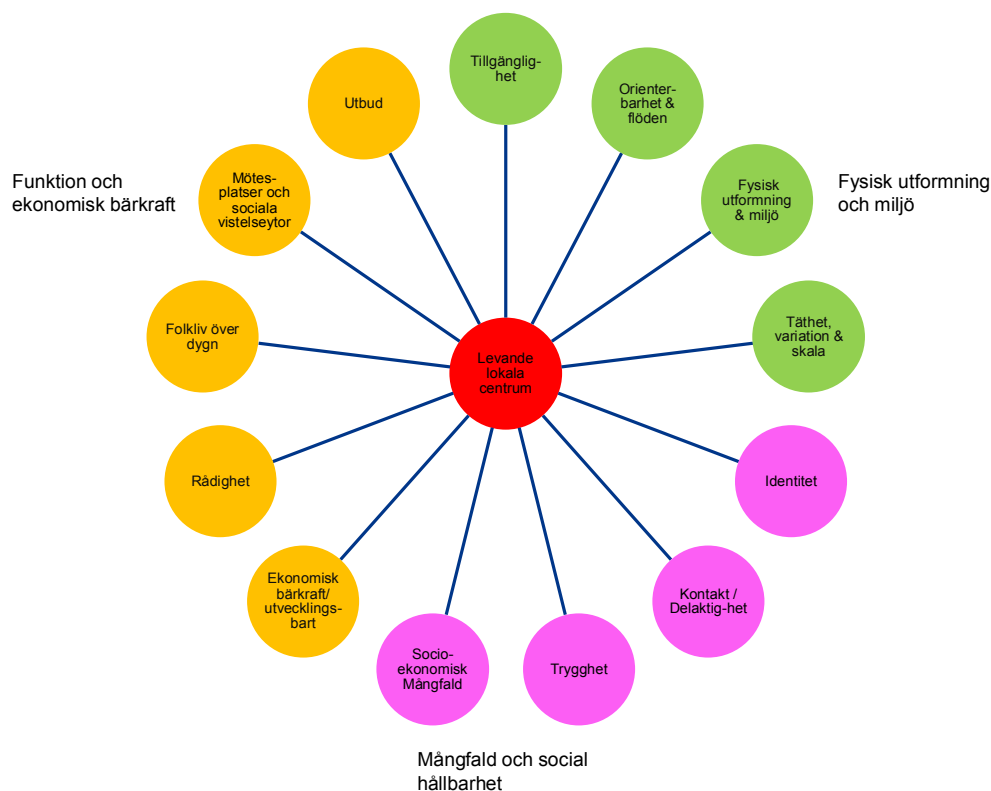 Tillgänglig-
het
Orienter-
barhet &
flöden
Utbud
Funktion och
ekonomisk bärkraft
Mötes-
platser och
sociala
vistelseytor
Fysisk
utformning
& miljö
Fysisk utformning
och miljö
Folkliv över
dygn
Täthet,
variation &
skala
Levande
lokala
centrum
Rådighet
Identitet
Ekonomisk
bärkraft/
utvecklings-
bart
Kontakt /
Delaktig-het
Socio-
ekonomisk
Mångfald
Trygghet
Mångfald och social
hållbarhet